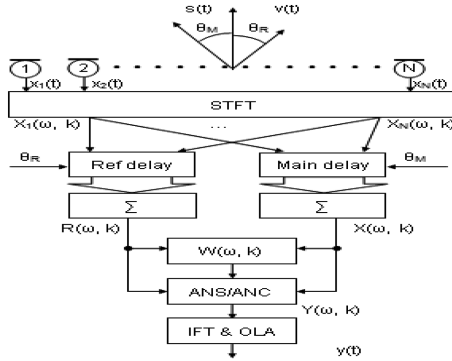 s(t) v(t)
θM θR
1 2 N
x1(t) x2(t) xN(t)
STFT
X1(ω, k) ... XN(ω, k)
θR Ref delay Main delay θM
Σ Σ
R(ω, k) X(ω, k)
W(ω, k)
ANS/ANC
Y(ω, k)
IFT & OLA
y(t)